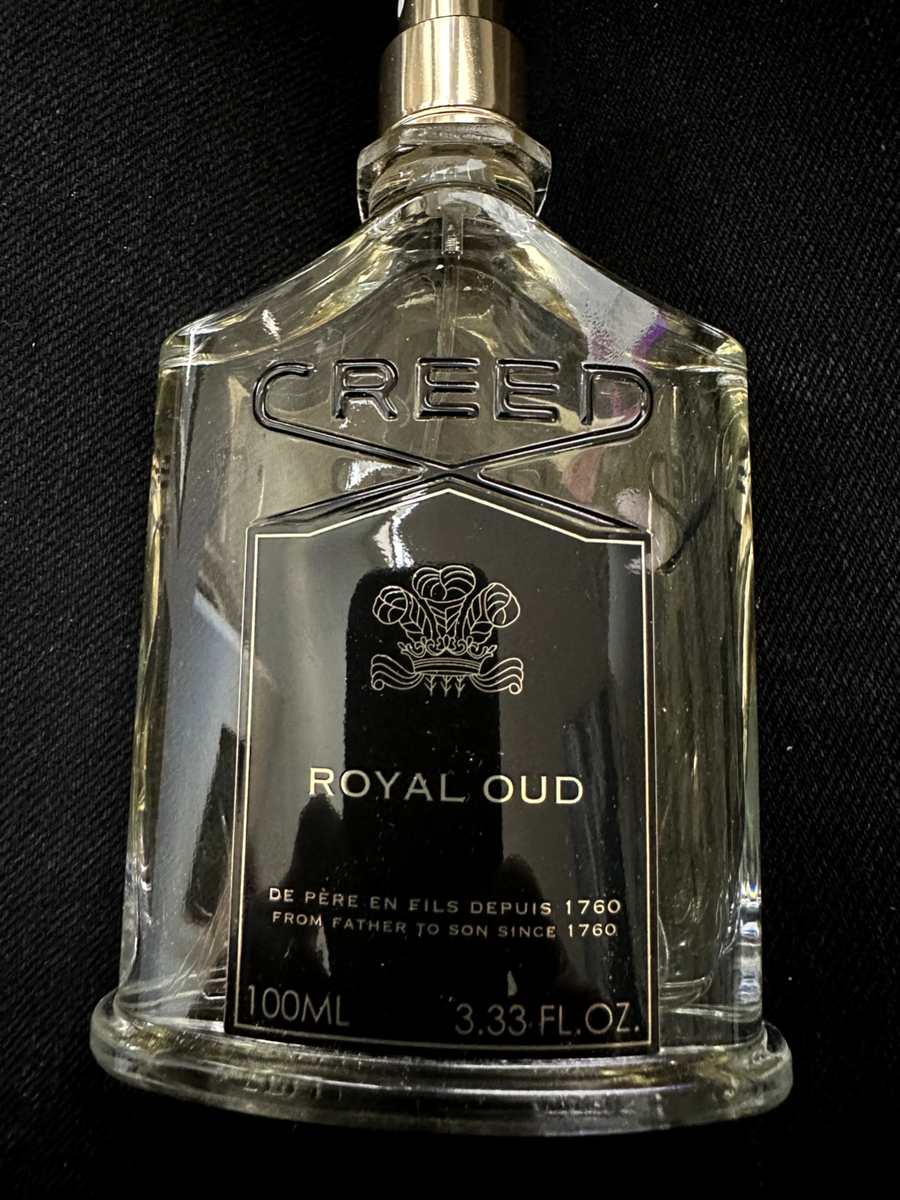 CREED
ROYAL OUD
DE PÈRE EN FILS DEPUIS 1760
FROM FATHER TO SON SINCE 1760
100ML 3.33 FL.OZ.